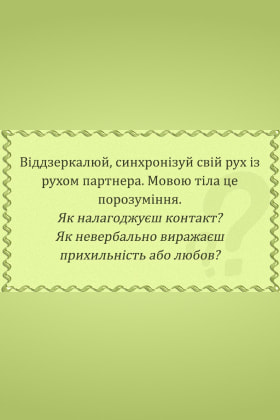 Віддзеркалюй, синхронізуй свій рух із
рухом партнера. Мовою тіла це
порозуміння.
Як налагоджуєш контакт?
Як невербально виражаєш
прихильність або любов?